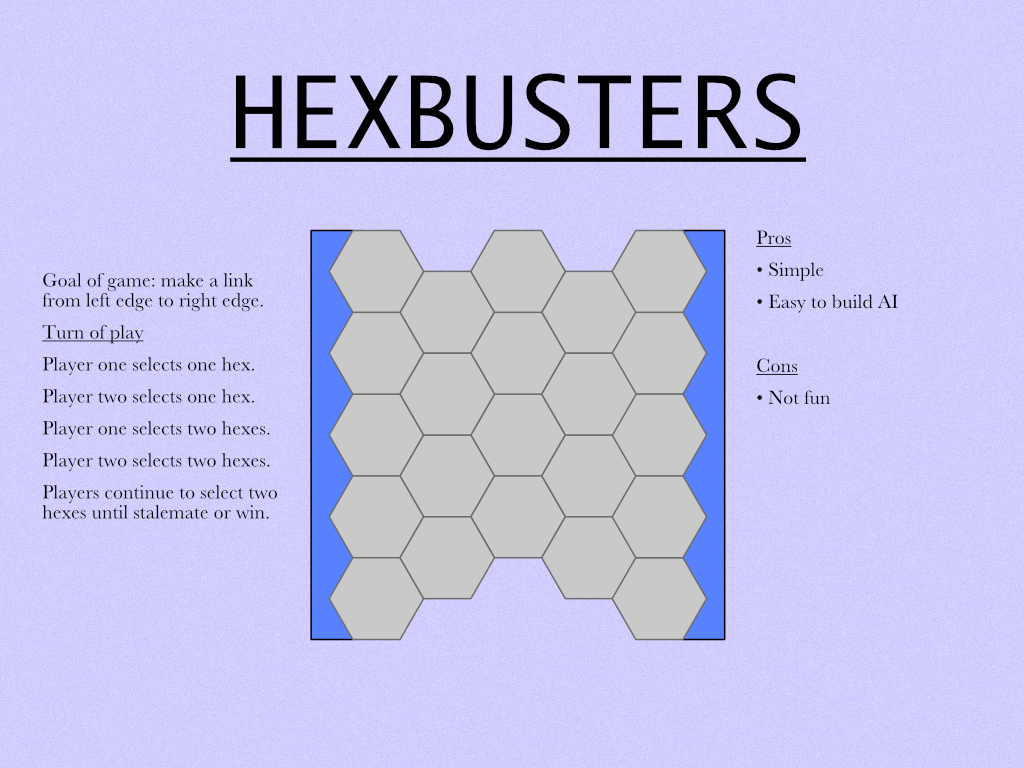 HEXBUSTERS
Goal of game: make a link
from left edge to right edge.
Turn of play
Player one selects one hex.
Player two selects one hex.
Player one selects two hexes.
Player two selects two hexes.
Players continue to select two
hexes until stalemate or win.
Pros
• Simple
• Easy to build AI
Cons
• Not fun